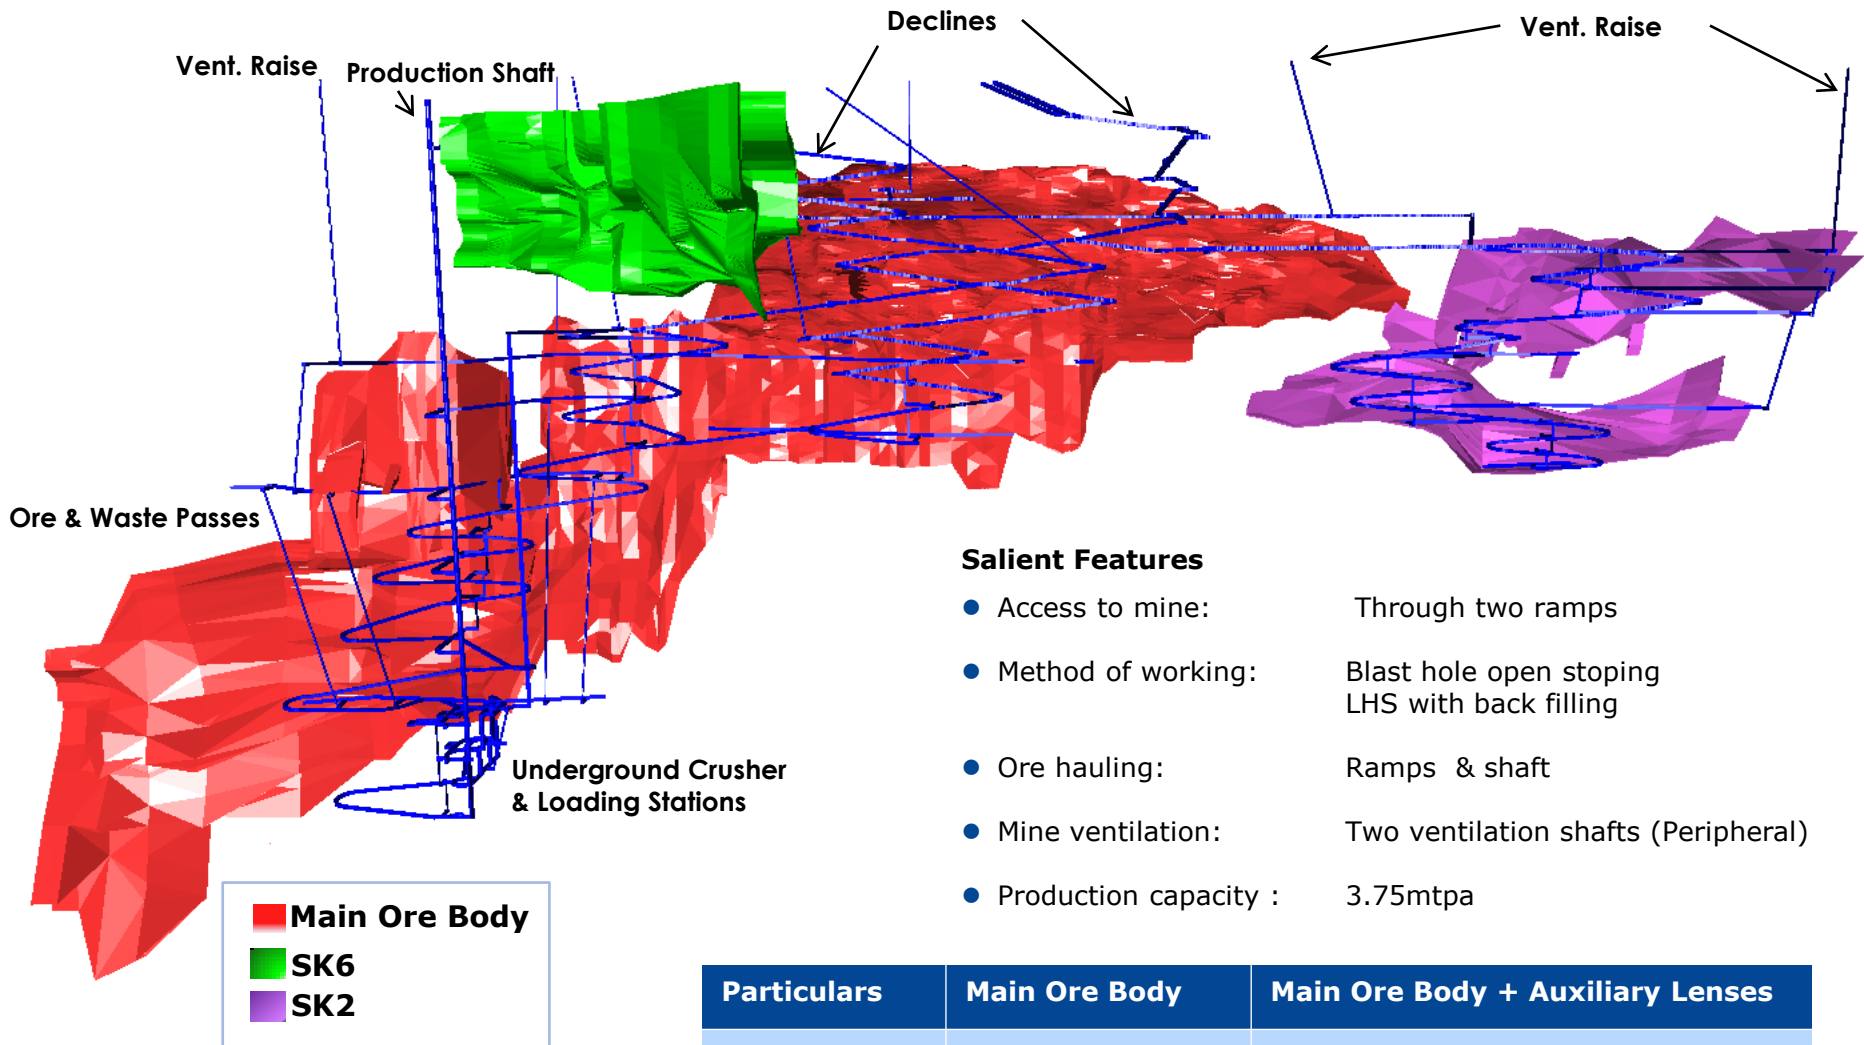 Declines
Vent. Raise
Vent. Raise
Production Shaft
Ore & Waste Passes
Underground Crusher
& Loading Stations
Salient Features
● Access to mine: Through two ramps
● Method of working: Blast hole open stoping
LHS with back filling
● Ore hauling: Ramps & shaft
● Mine ventilation: Two ventilation shafts (Peripheral)
● Production capacity : 3.75mtpa
Main Ore Body
SK6
SK2
Particulars Main Ore Body Main Ore Body + Auxiliary Lenses